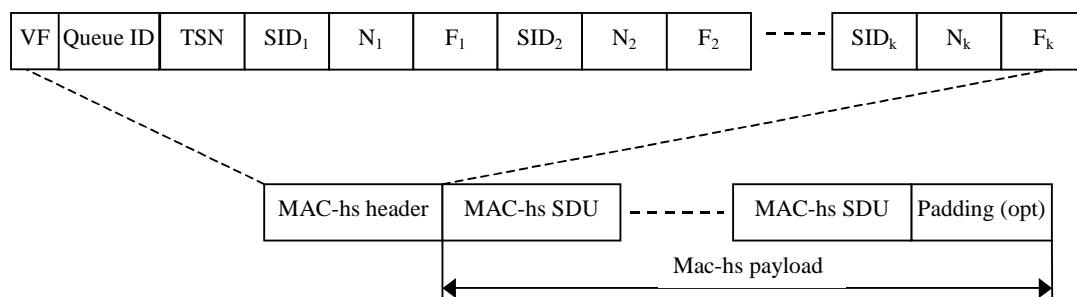 VF Queue ID TSN SID₁ N₁ F₁ SID₂ N₂ F₂ SIDₖ Nₖ Fₖ
MAC-hs header MAC-hs SDU MAC-hs SDU Padding (opt)
Mac-hs payload